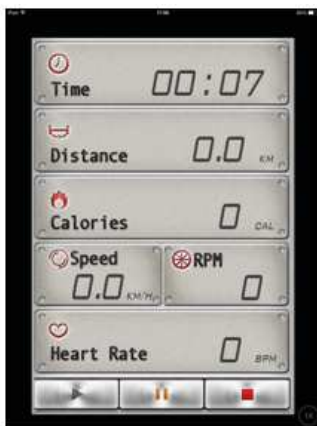 Time 00:07
Distance 0.0 KM
Calories 0 CAL
Speed 0.0 KM/H
RPM 0
Heart Rate 0 BPM